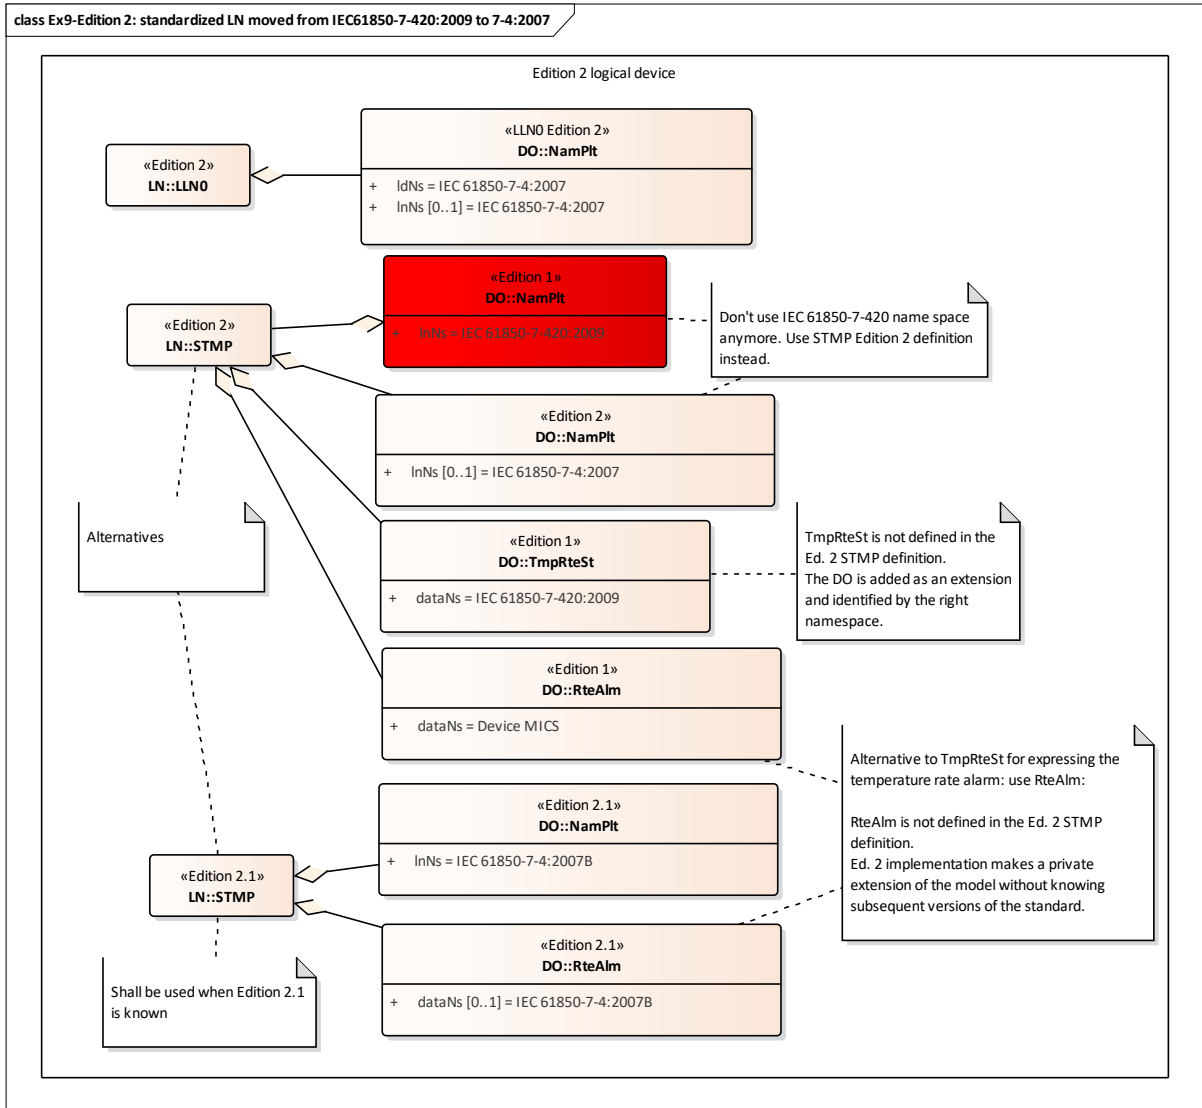 class Ex9-Edition 2: standardized LN moved from IEC61850-7-420:2009 to 7-4:2007
Edition 2 logical device
«LLN0 Edition 2»
DO::NamPlt
+ ldNs = IEC 61850-7-4:2007
+ lnNs [0..1] = IEC 61850-7-4:2007
«Edition 2»
LN::LLN0
«Edition 1»
DO::NamPlt
+ lnNs = IEC 61850-7-420:2009
Don't use IEC 61850-7-420 name space
anymore. Use STMP Edition 2 definition
instead.
«Edition 2»
LN::STMP
«Edition 2»
DO::NamPlt
+ lnNs [0..1] = IEC 61850-7-4:2007
Alternatives
«Edition 1»
DO::TmpRteSt
+ dataNs = IEC 61850-7-420:2009
TmpRteSt is not defined in the
Ed. 2 STMP definition.
The DO is added as an extension
and identified by the right
namespace.
«Edition 1»
DO::RteAlm
+ dataNs = Device MICS
Alternative to TmpRteSt for expressing the
temperature rate alarm: use RteAlm:
RteAlm is not defined in the Ed. 2 STMP
definition.
Ed. 2 implementation makes a private
extension of the model without knowing
subsequent versions of the standard.
«Edition 2.1»
DO::NamPlt
+ lnNs = IEC 61850-7-4:2007B
«Edition 2.1»
LN::STMP
«Edition 2.1»
DO::RteAlm
+ dataNs [0..1] = IEC 61850-7-4:2007B
Shall be used when Edition 2.1
is known